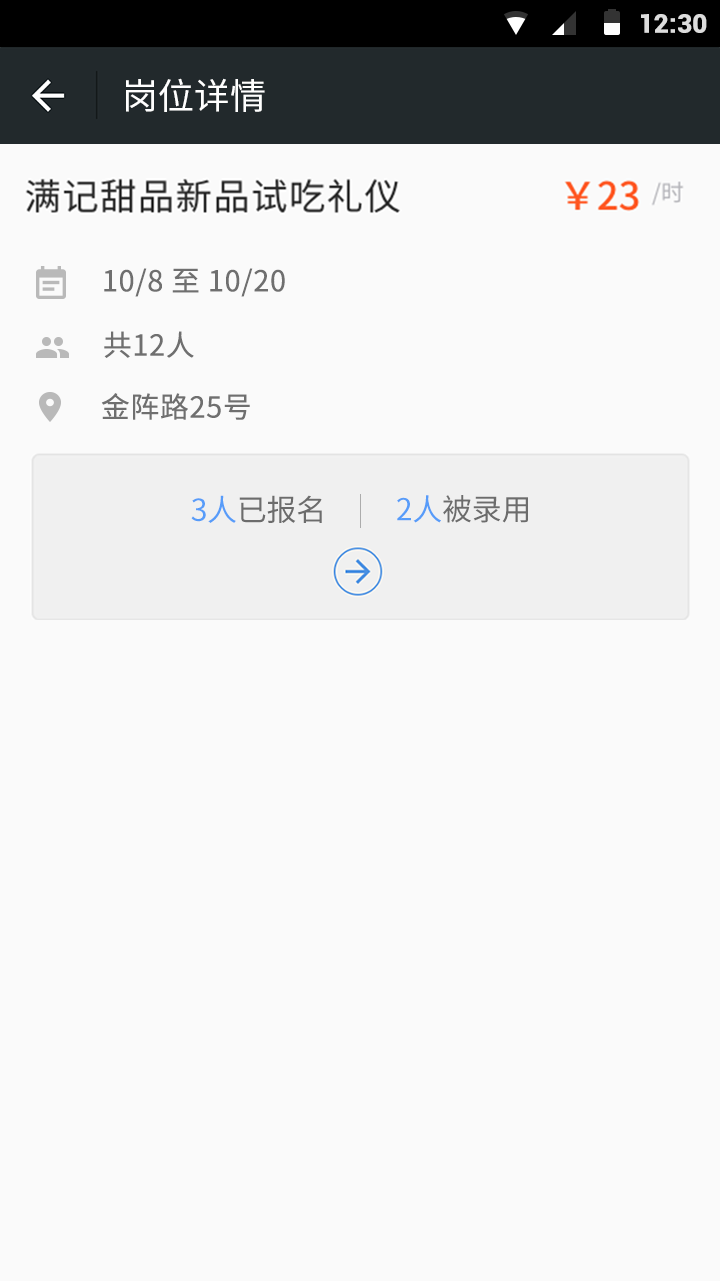 12:30
岗位详情
满记甜品新品试吃礼仪 ¥23 /时
10/8 至 10/20
共12人
金阵路25号
3人已报名 2人被录用